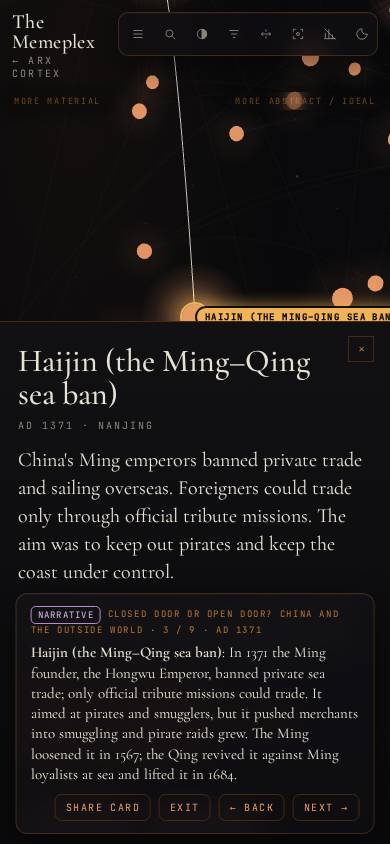 The
Memeplex
← ARX
CORTEX
MORE MATERIAL
MORE ABSTRACT / IDEAL
HAIJIN (THE MING–QING SEA BAN
Haijin (the Ming–Qing
sea ban)
×
AD 1371 · NANJING
China's Ming emperors banned private trade
and sailing overseas. Foreigners could trade
only through official tribute missions. The
aim was to keep out pirates and keep the
coast under control.
NARRATIVE CLOSED DOOR OR OPEN DOOR? CHINA AND
THE OUTSIDE WORLD · 3 / 9 · AD 1371
Haijin (the Ming–Qing sea ban): In 1371 the Ming
founder, the Hongwu Emperor, banned private sea
trade; only official tribute missions could trade. It
aimed at pirates and smugglers, but it pushed merchants
into smuggling and pirate raids grew. The Ming
loosened it in 1567; the Qing revived it against Ming
loyalists at sea and lifted it in 1684.
SHARE CARD EXIT ← BACK NEXT →